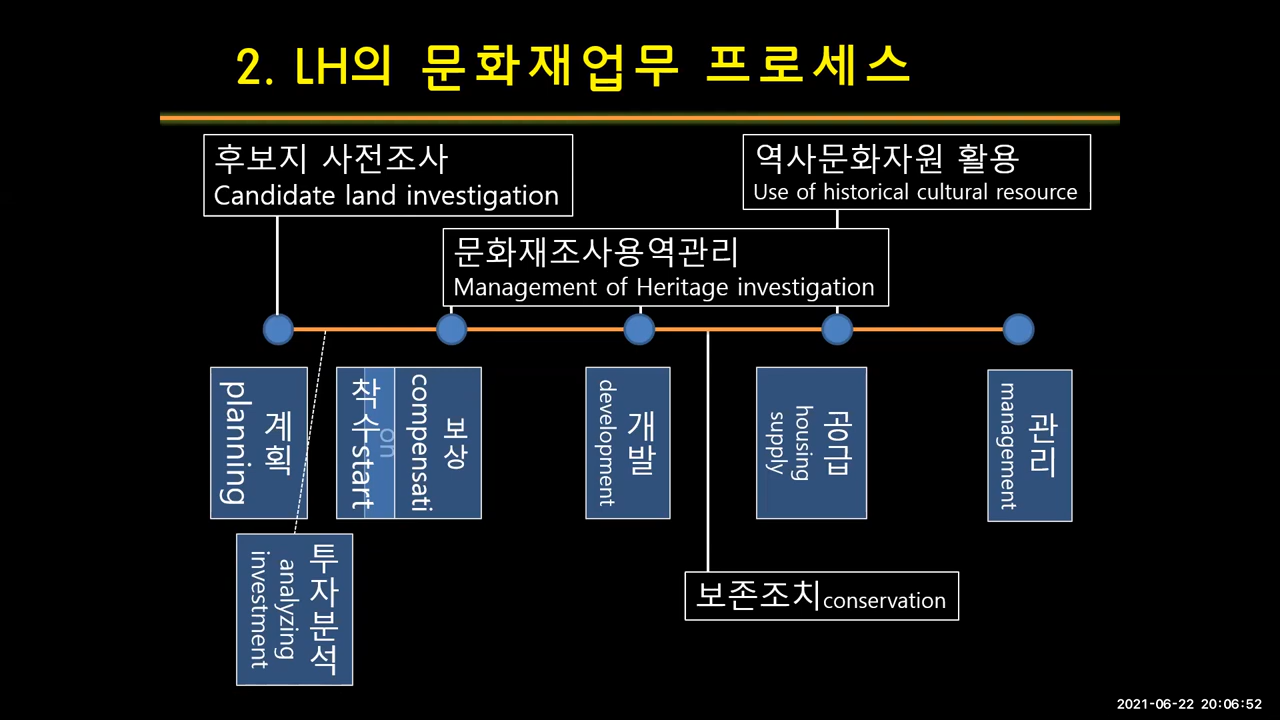 2. LH의 문화재업무 프로세스
후보지 사전조사
Candidate land investigation
역사문화자원 활용
Use of historical cultural resource
문화재조사용역관리
Management of Heritage investigation
계획
planning
착수 start
보상
compensati
on
개발
development
공급
housing
supply
관리
management
투자분석
analyzing
investment
보존조치conservation
2021-06-22 20:06:52